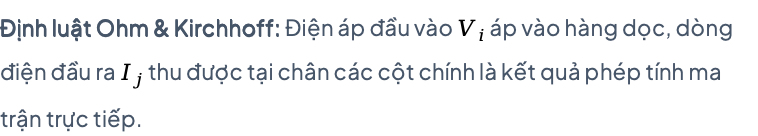 Định luật Ohm & Kirchhoff: Điện áp đầu vào V_i áp vào hàng dọc, dòng
điện đầu ra I_j thu được tại chân các cột chính là kết quả phép tính ma
trận trực tiếp.